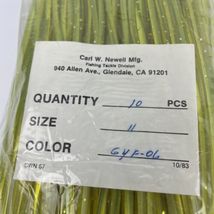 Carl W. Newell Mfg.
Fishing Tackle Division
940 Allen Ave., Glendale, CA 91201
QUANTITY 10 PCS
SIZE 11
COLOR GYF-06
CWN 67 10/83